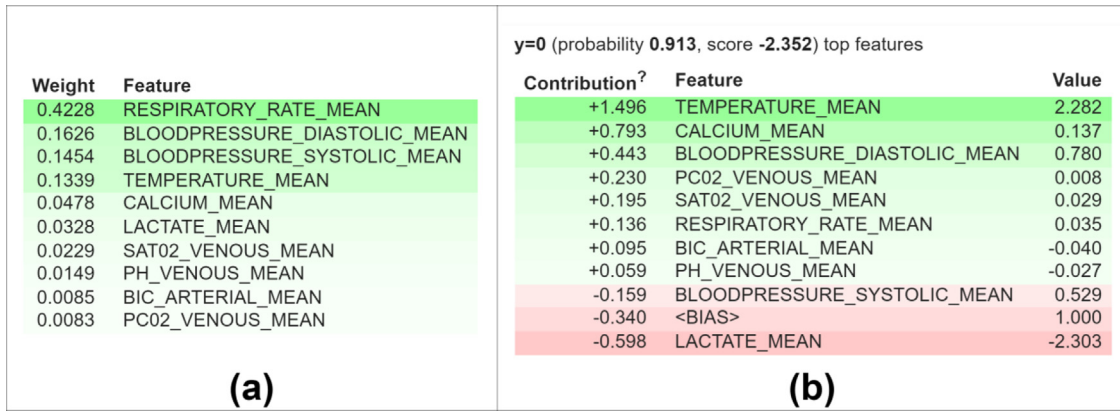 Weight Feature
0.4228 RESPIRATORY_RATE_MEAN
0.1626 BLOODPRESSURE_DIASTOLIC_MEAN
0.1454 BLOODPRESSURE_SYSTOLIC_MEAN
0.1339 TEMPERATURE_MEAN
0.0478 CALCIUM_MEAN
0.0328 LACTATE_MEAN
0.0229 SAT02_VENOUS_MEAN
0.0149 PH_VENOUS_MEAN
0.0085 BIC_ARTERIAL_MEAN
0.0083 PC02_VENOUS_MEAN
(a)
y=0 (probability 0.913, score -2.352) top features
Contribution? Feature Value
+1.496 TEMPERATURE_MEAN 2.282
+0.793 CALCIUM_MEAN 0.137
+0.443 BLOODPRESSURE_DIASTOLIC_MEAN 0.780
+0.230 PC02_VENOUS_MEAN 0.008
+0.195 SAT02_VENOUS_MEAN 0.029
+0.136 RESPIRATORY_RATE_MEAN 0.035
+0.095 BIC_ARTERIAL_MEAN -0.040
+0.059 PH_VENOUS_MEAN -0.027
-0.159 BLOODPRESSURE_SYSTOLIC_MEAN 0.529
-0.340 <BIAS> 1.000
-0.598 LACTATE_MEAN -2.303
(b)